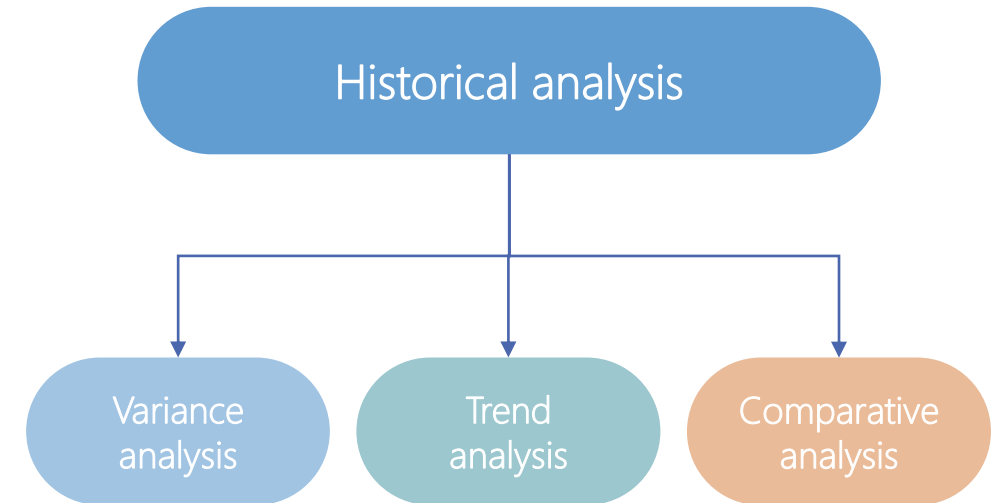 Historical analysis
Variance
analysis
Trend
analysis
Comparative
analysis